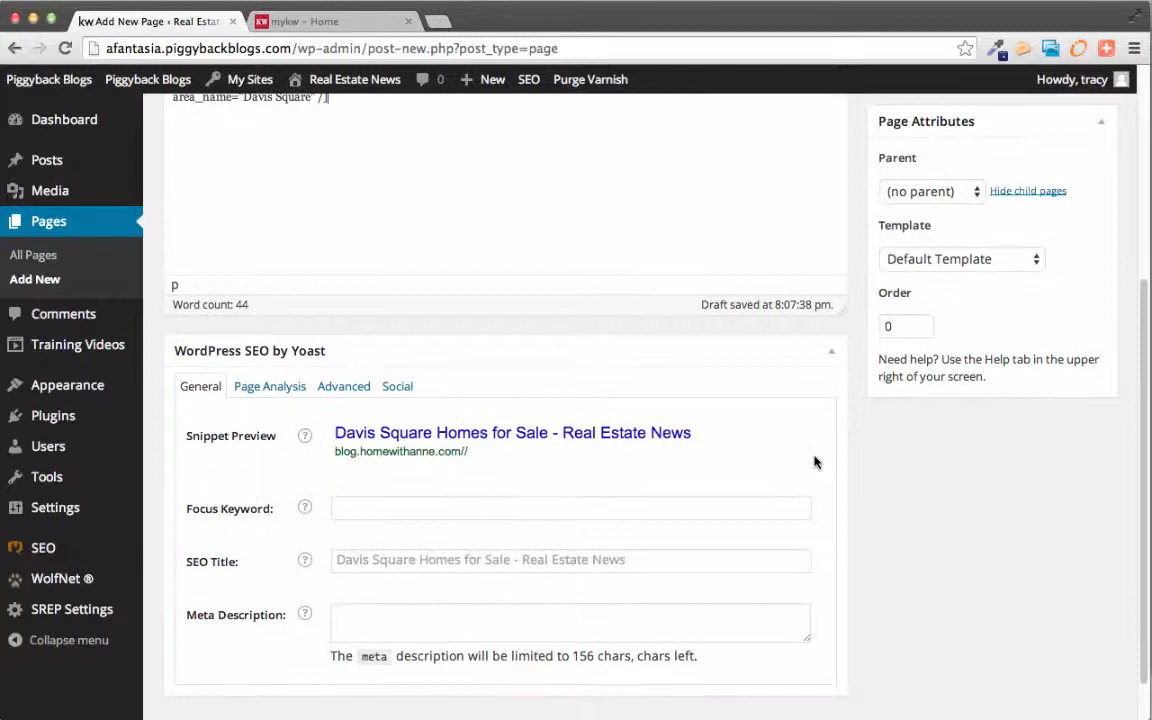 kw Add New Page ‹ Real Estat
mykw – Home
afantasia.piggybackblogs.com/wp-admin/post-new.php?post_type=page
Piggyback Blogs
Piggyback Blogs
My Sites
Real Estate News
0
New
SEO
Purge Varnish
Howdy, tracy
Dashboard
Posts
Media
Pages
All Pages
Add New
Comments
Training Videos
Appearance
Plugins
Users
Tools
Settings
SEO
WolfNet ®
SREP Settings
Collapse menu
area_name="Davis Square" /]
p
Word count: 44
Draft saved at 8:07:38 pm.
WordPress SEO by Yoast
General
Page Analysis
Advanced
Social
Snippet Preview
Davis Square Homes for Sale - Real Estate News
blog.homewithanne.com//
Focus Keyword:
SEO Title:
Davis Square Homes for Sale - Real Estate News
Meta Description:
The meta description will be limited to 156 chars, chars left.
Page Attributes
Parent
(no parent)
Hide child pages
Template
Default Template
Order
0
Need help? Use the Help tab in the upper
right of your screen.